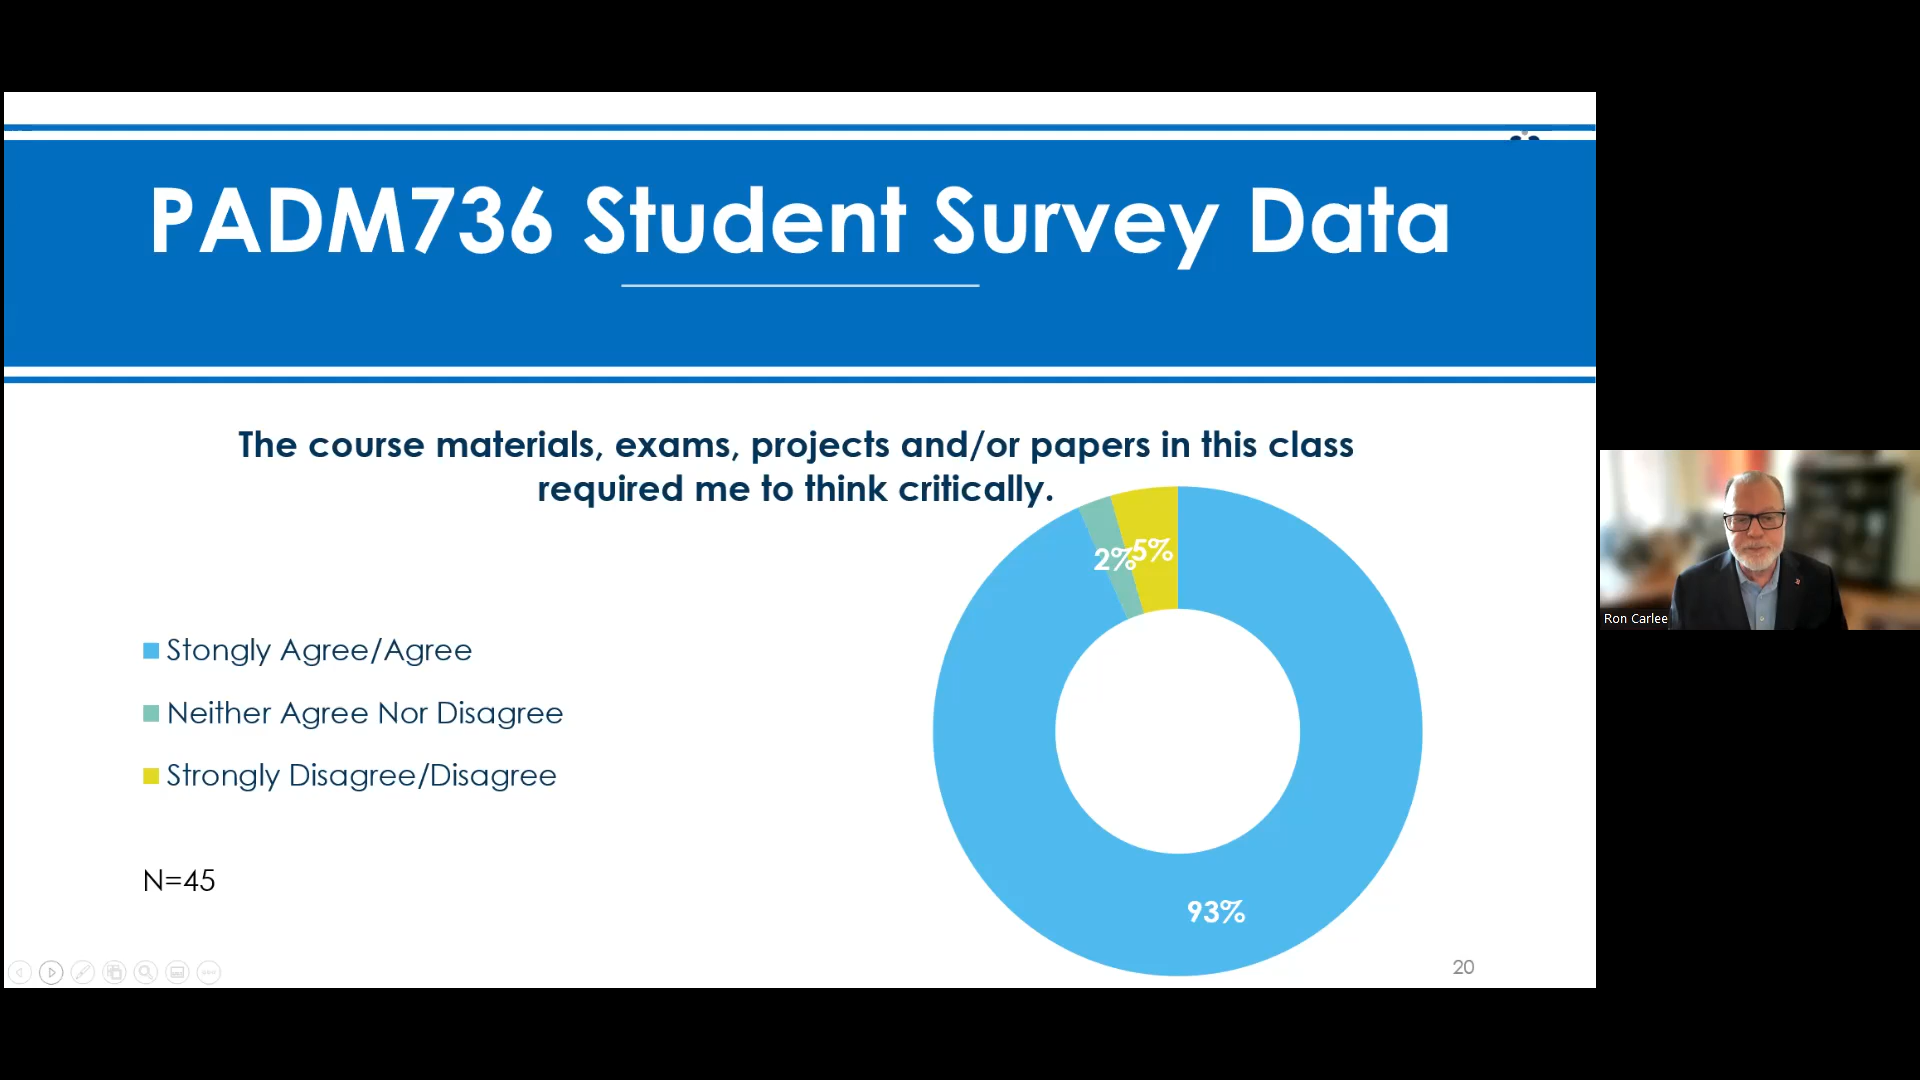 PADM736 Student Survey Data
The course materials, exams, projects and/or papers in this class
required me to think critically.
2%
5%
Stongly Agree/Agree
Neither Agree Nor Disagree
Strongly Disagree/Disagree
N=45
93%
20
Ron Carlee